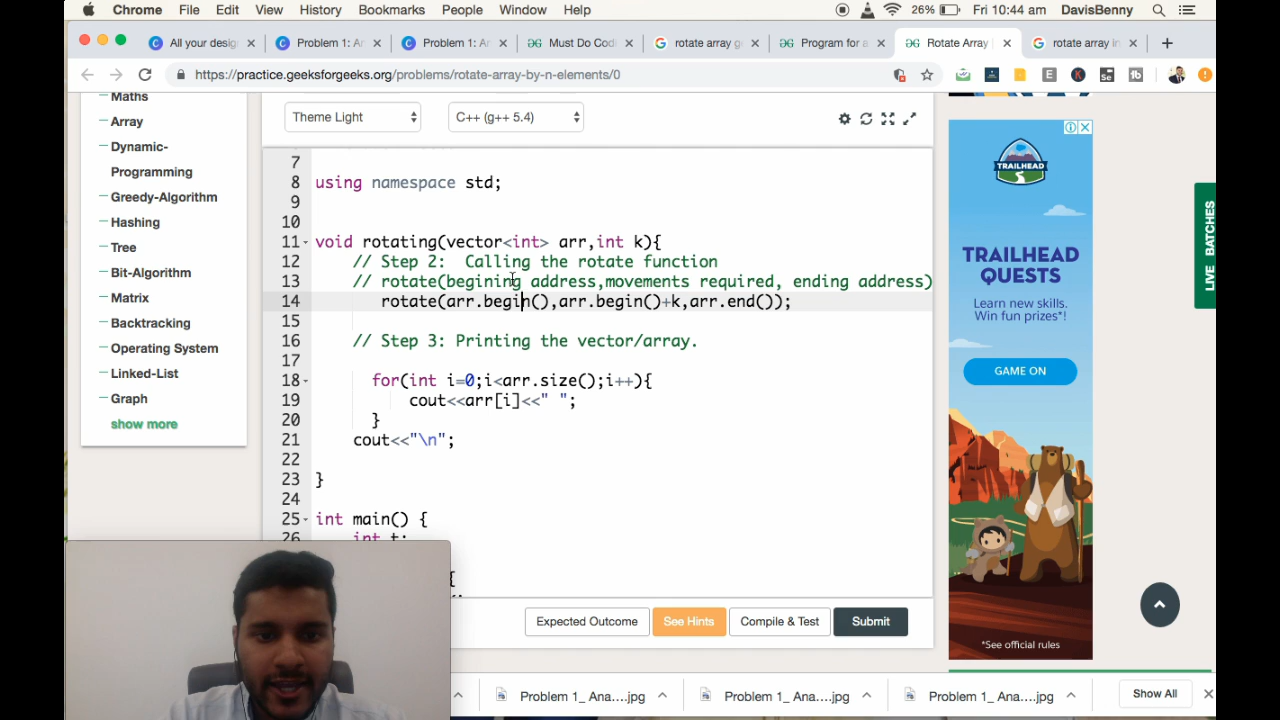 Chrome File Edit View History Bookmarks People Window Help 26% Fri 10:44 am DavisBenny
All your desig Problem 1: A Problem 1: A Must Do Cod rotate array g Program for a Rotate Array rotate array in
https://practice.geeksforgeeks.org/problems/rotate-array-by-n-elements/0
Maths
Array
Dynamic-
Programming
Greedy-Algorithm
Hashing
Tree
Bit-Algorithm
Matrix
Backtracking
Operating System
Linked-List
Graph
show more
Theme Light C++ (g++ 5.4)
7
8 using namespace std;
9
10
11 void rotating(vector<int> arr,int k){
12 // Step 2: Calling the rotate function
13 // rotate(begining address,movements required, ending address)
14 rotate(arr.begin(),arr.begin()+k,arr.end());
15
16 // Step 3: Printing the vector/array.
17
18 for(int i=0;i<arr.size();i++){
19 cout<<arr[i]<<" ";
20 }
21 cout<<"\n";
22
23 }
24
25 int main() {
26 int t;
{
Expected Outcome See Hints Compile & Test Submit
TRAILHEAD
TRAILHEAD
QUESTS
Learn new skills.
Win fun prizes*!
GAME ON
*See official rules
LIVE BATCHES
Problem 1_ Ana....jpg Problem 1_ Ana....jpg Problem 1_ Ana....jpg Show All